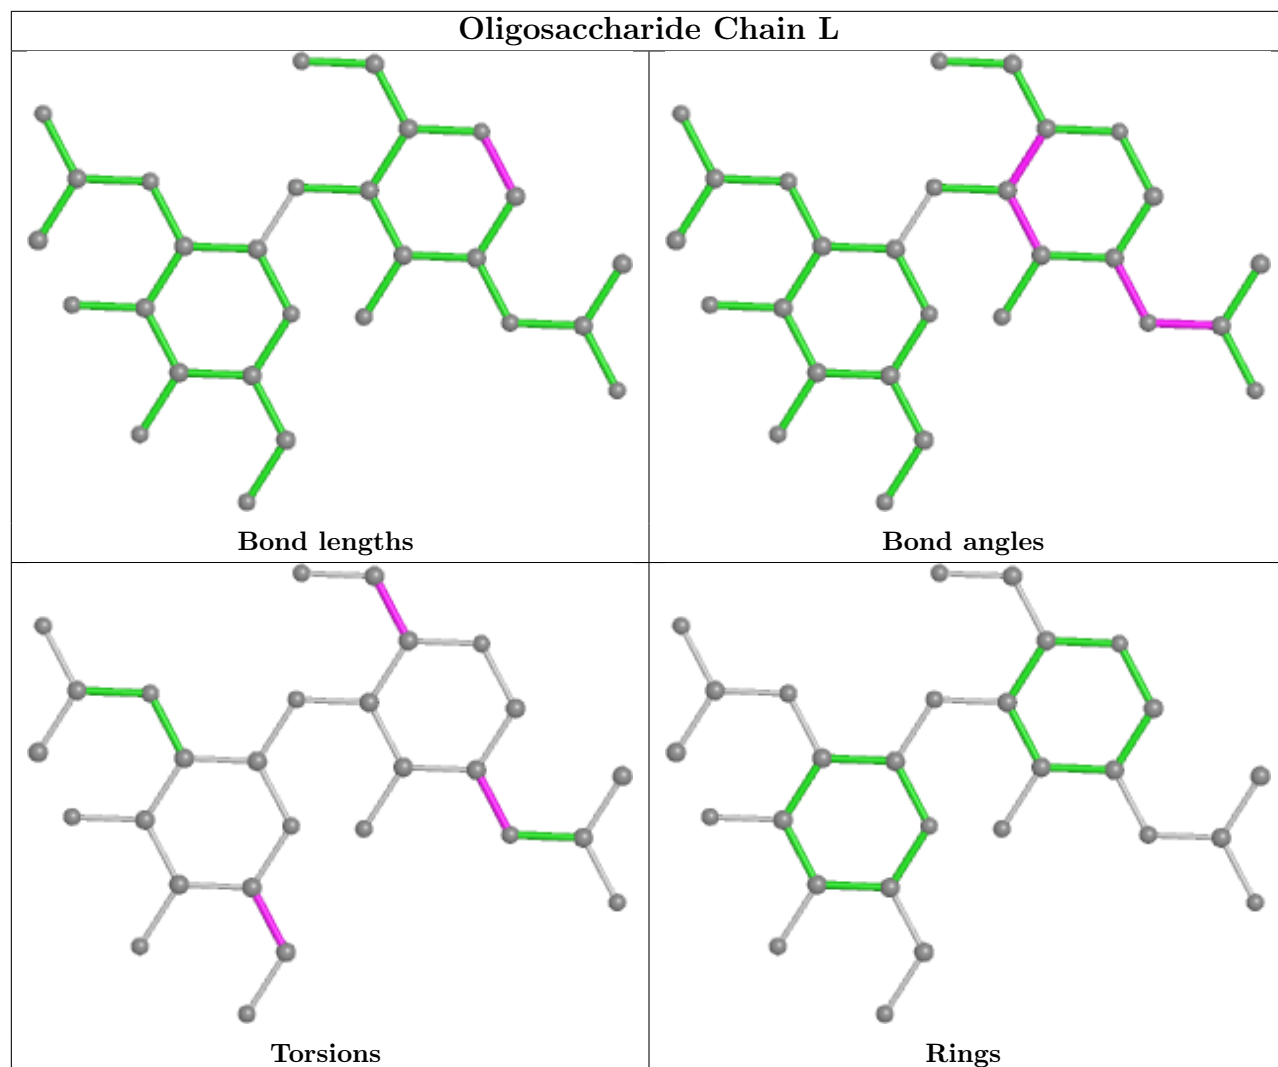 Oligosaccharide Chain L
Bond lengths
Bond angles
Torsions
Rings